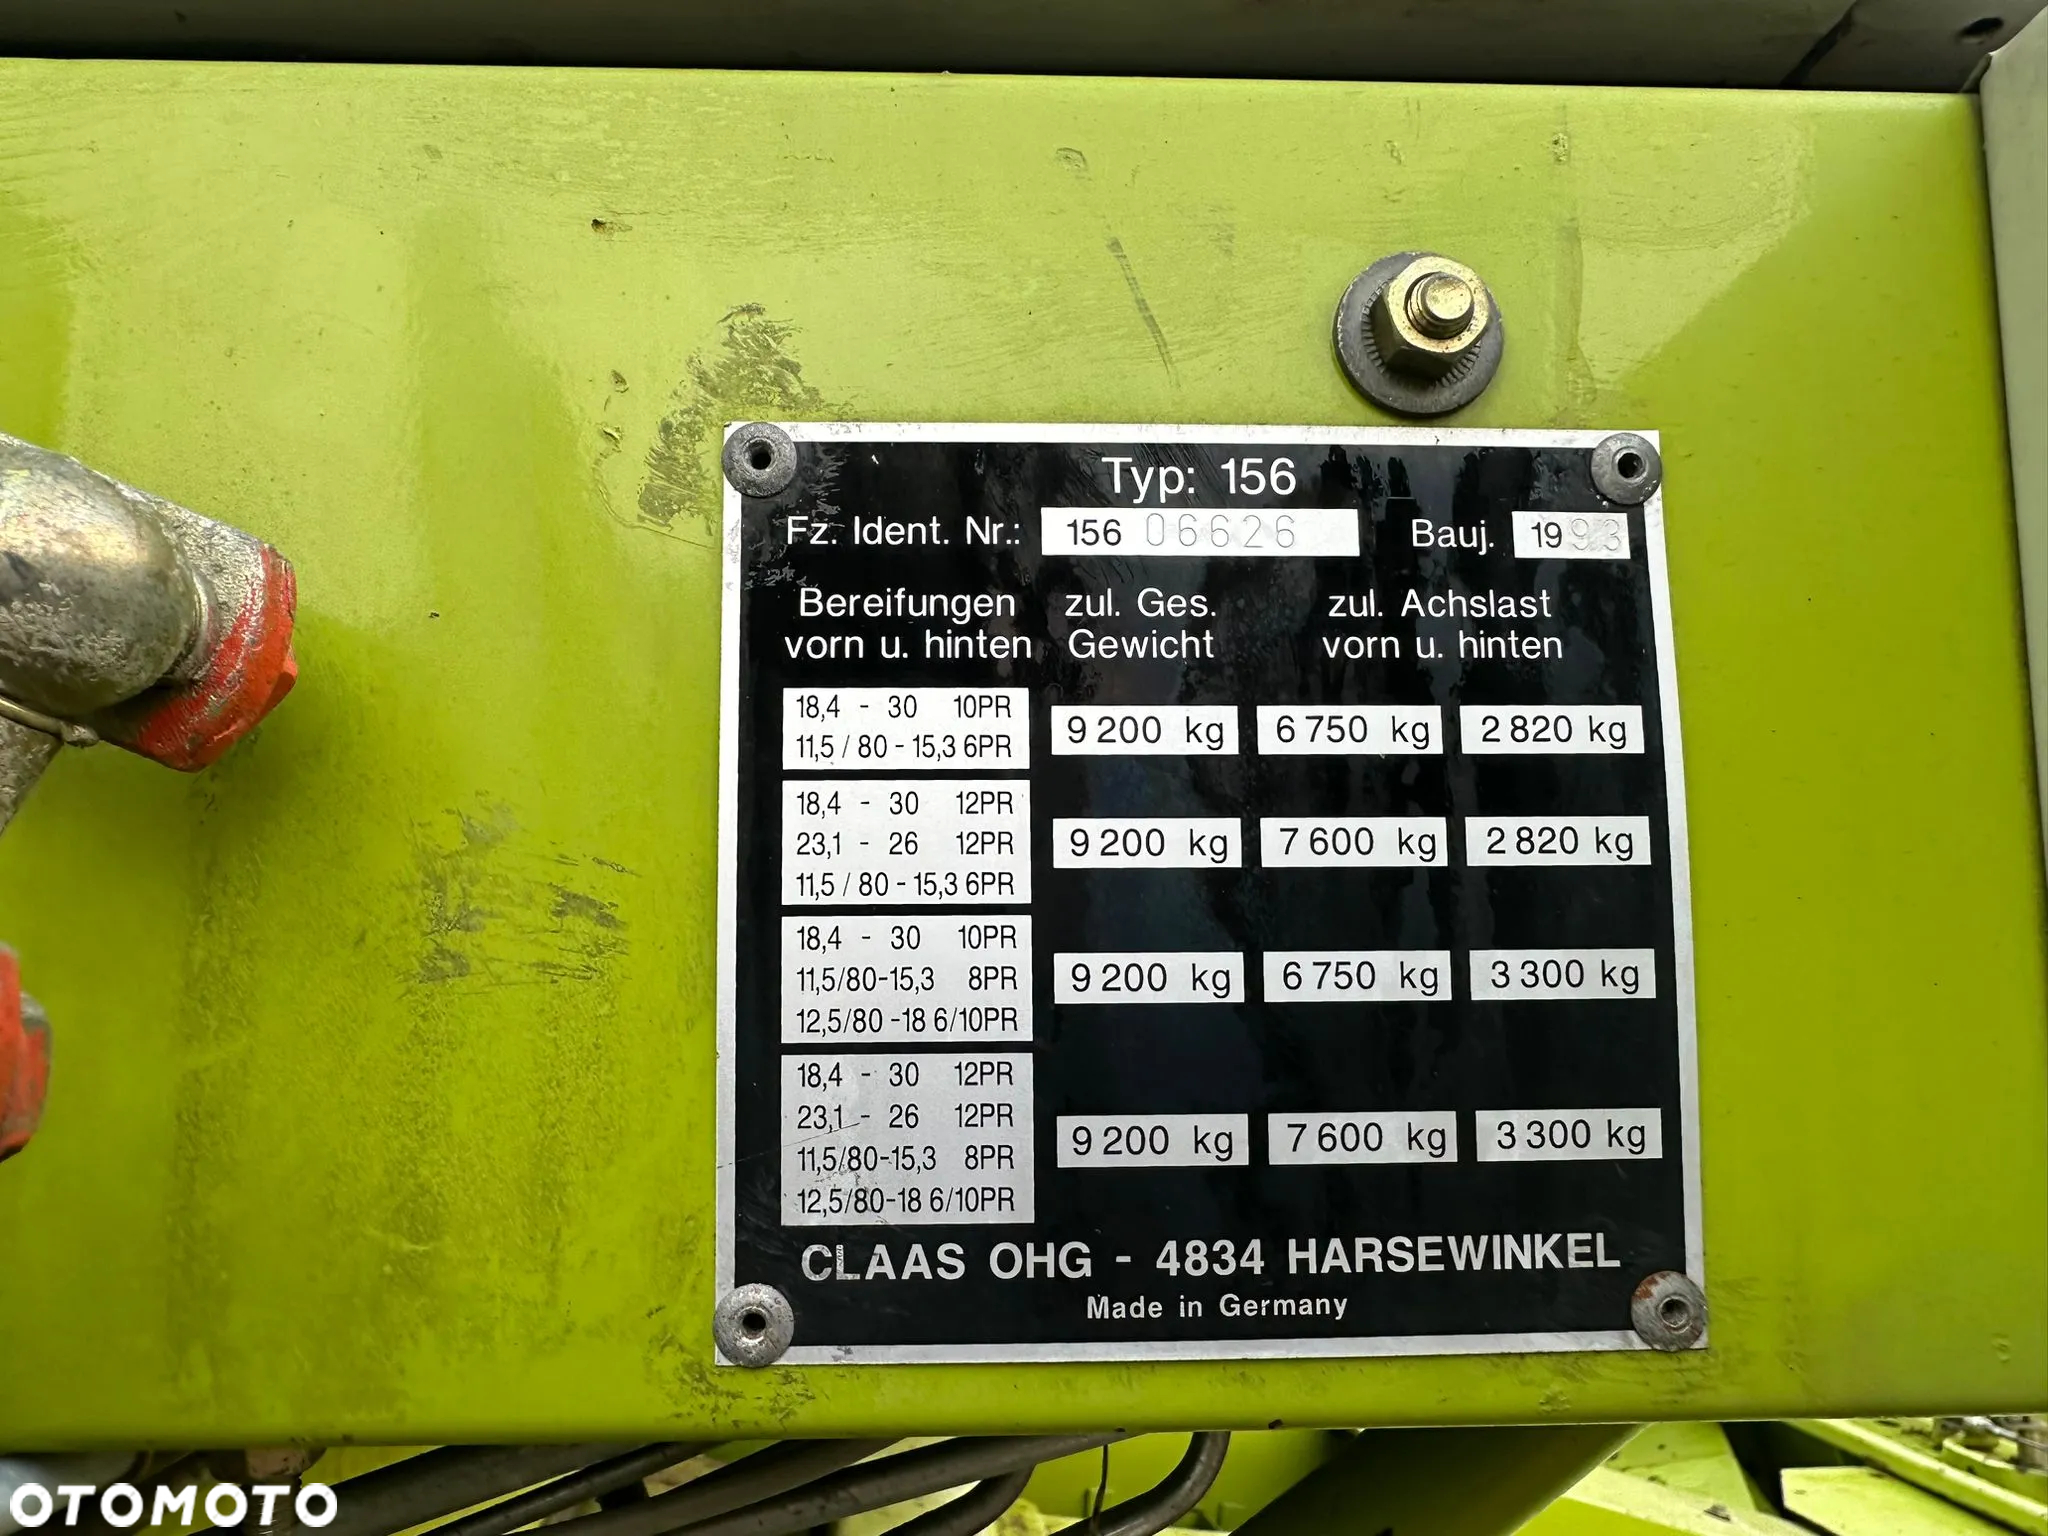 Typ: 156
Fz. Ident. Nr.: 156 06626 Bauj. 1993
Bereifungen zul. Ges. zul. Achslast
vorn u. hinten Gewicht vorn u. hinten
18,4 - 30 10PR
11,5 / 80 - 15,3 6PR
9 200 kg 6 750 kg 2 820 kg
18,4 - 30 12PR
23,1 - 26 12PR
11,5 / 80 - 15,3 6PR
9 200 kg 7 600 kg 2 820 kg
18,4 - 30 10PR
11,5/80-15,3 8PR
12,5/80 -18 6/10PR
9 200 kg 6 750 kg 3 300 kg
18,4 - 30 12PR
23,1 - 26 12PR
11,5/80-15,3 8PR
12,5/80-18 6/10PR
9 200 kg 7 600 kg 3 300 kg
CLAAS OHG - 4834 HARSEWINKEL
Made in Germany
OTOMOTO